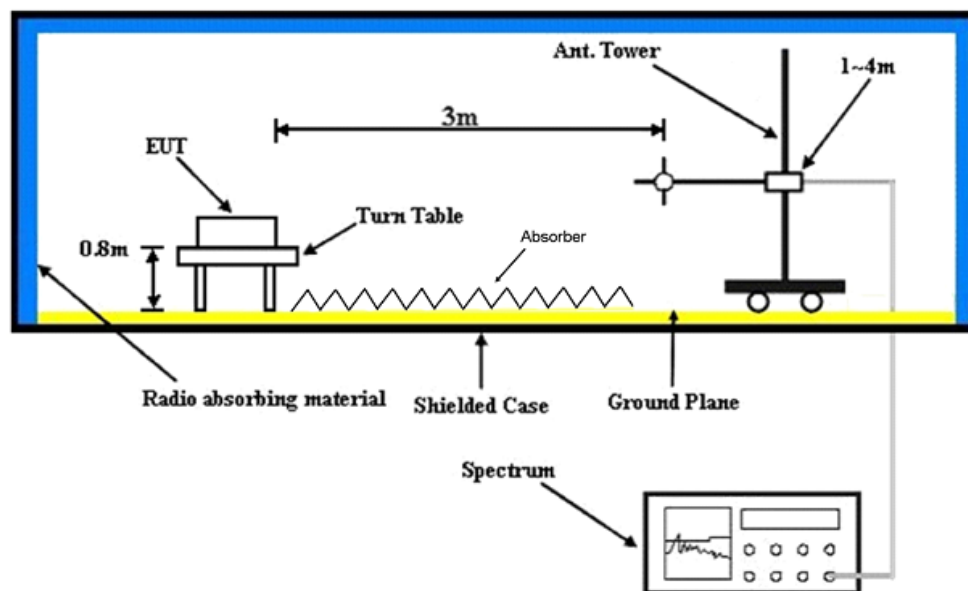 Ant. Tower
1~4m
3m
EUT
Turn Table
0.8m
Absorber
Radio absorbing material
Shielded Case
Ground Plane
Spectrum